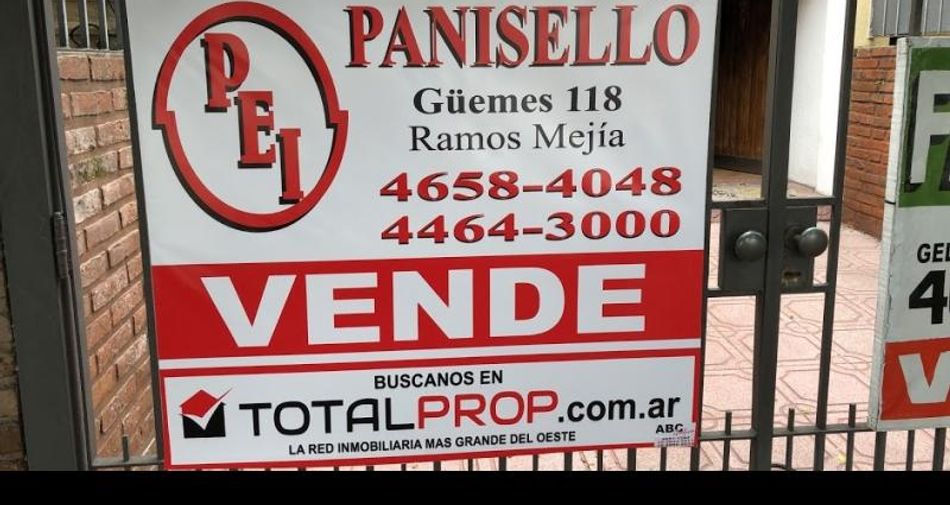 PEI
PANISELLO
Güemes 118
Ramos Mejía
4658-4048
4464-3000
VENDE
BUSCANOS EN
TOTALPROP.com.ar
LA RED INMOBILIARIA MAS GRANDE DEL OESTE
ABC